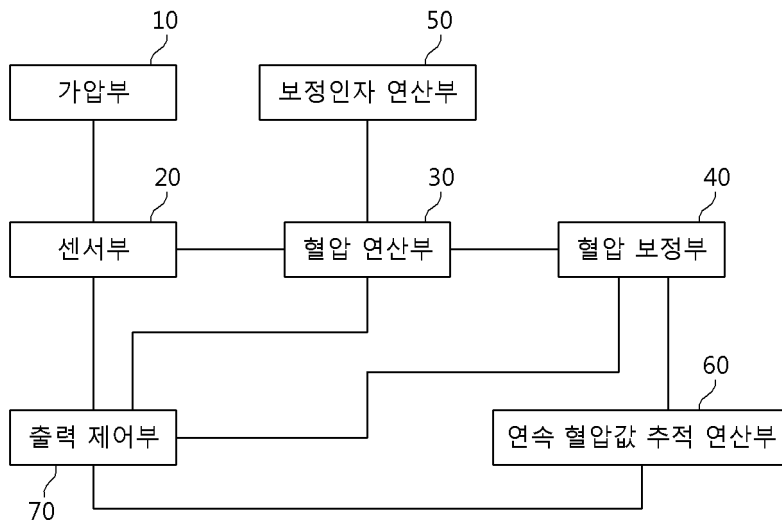 10
50
가압부
보정인자 연산부
20
30
40
센서부
혈압 연산부
혈압 보정부
60
출력 제어부
연속 혈압값 추적 연산부
70